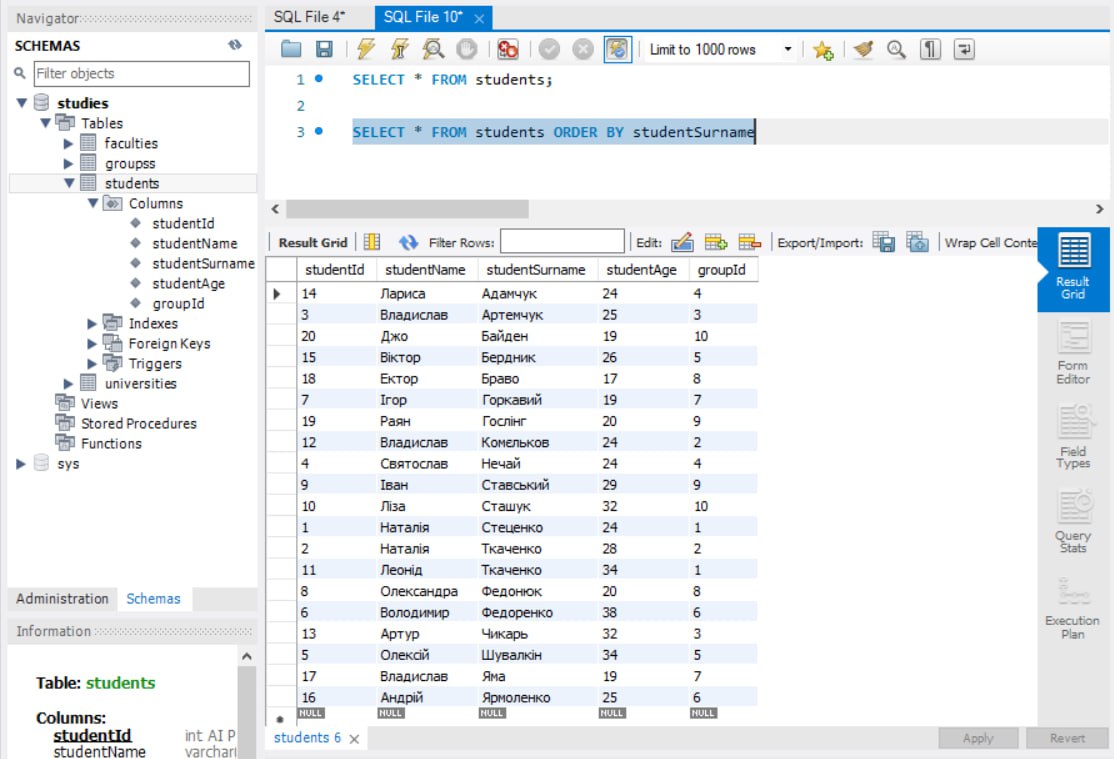 Navigator
SCHEMAS
Filter objects
studies
Tables
faculties
groupss
students
Columns
studentId
studentName
studentSurname
studentAge
groupId
Indexes
Foreign Keys
Triggers
universities
Views
Stored Procedures
Functions
sys
Administration Schemas
Information
Table: students
Columns:
studentId int AI P
studentName varchar(
SQL File 4* SQL File 10*
Limit to 1000 rows
1 SELECT * FROM students;
2
3 SELECT * FROM students ORDER BY studentSurname
Result Grid Filter Rows: Edit: Export/Import: Wrap Cell Conte
studentId studentName studentSurname studentAge groupId
14 Лариса Адамчук 24 4
3 Владислав Артемчук 25 3
20 Джо Байден 19 10
15 Віктор Бердник 26 5
18 Ектор Браво 17 8
7 Ігор Горкавий 19 7
19 Раян Гослінг 20 9
12 Владислав Комельков 24 2
4 Святослав Нечай 24 4
9 Іван Ставський 29 9
10 Ліза Сташук 32 10
1 Наталія Стеценко 24 1
2 Наталія Ткаченко 28 2
11 Леонід Ткаченко 34 1
8 Олександра Федонюк 20 8
6 Володимир Федоренко 38 6
13 Артур Чикарь 32 3
5 Олексій Шувалкін 34 5
17 Владислав Яма 19 7
16 Андрій Ярмоленко 25 6
NULL NULL NULL NULL NULL
students 6
Apply Revert
Result
Grid
Form
Editor
Field
Types
Query
Stats
Execution
Plan